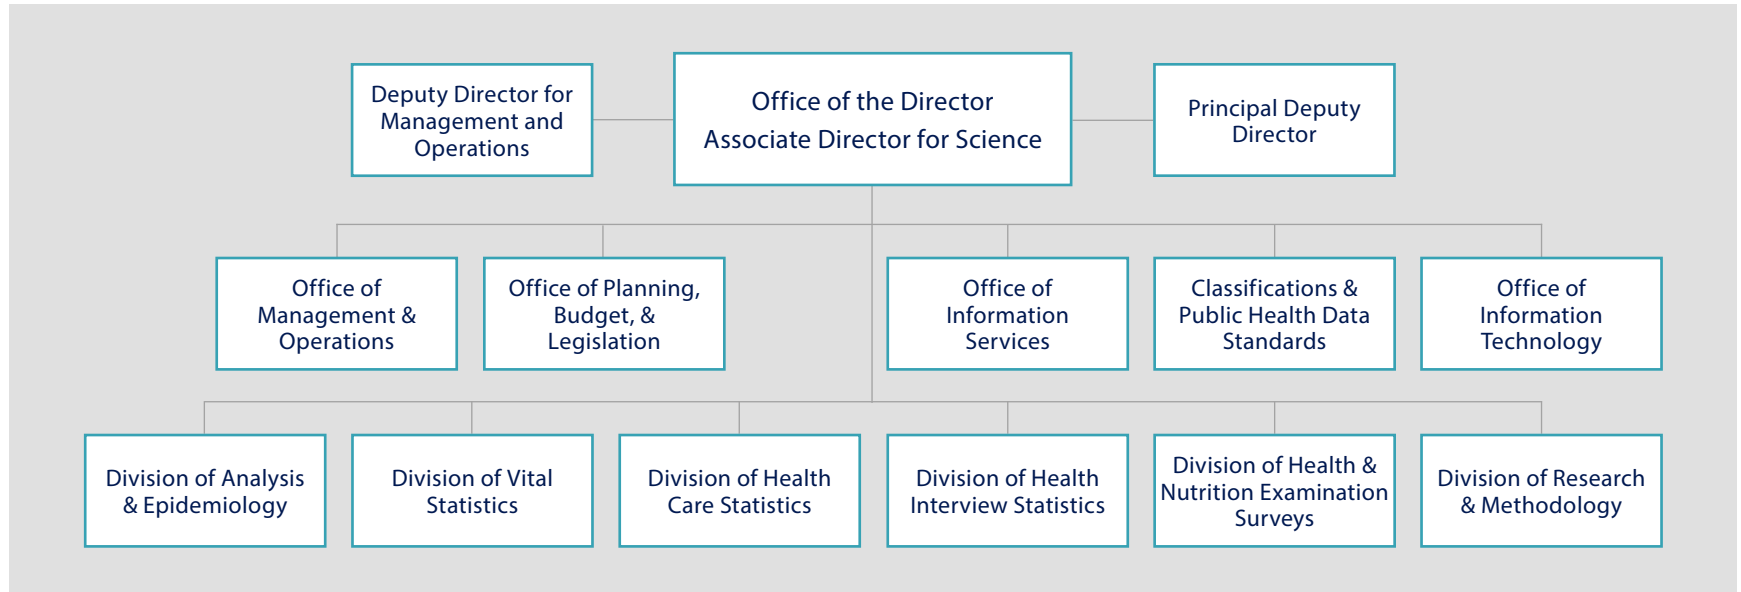 Deputy Director for
Management and
Operations
Office of the Director
Associate Director for Science
Principal Deputy
Director
Office of
Management &
Operations
Office of Planning,
Budget, &
Legislation
Office of
Information
Services
Classifications &
Public Health Data
Standards
Office of
Information
Technology
Division of Analysis
& Epidemiology
Division of Vital
Statistics
Division of Health
Care Statistics
Division of Health
Interview Statistics
Division of Health &
Nutrition Examination
Surveys
Division of Research
& Methodology